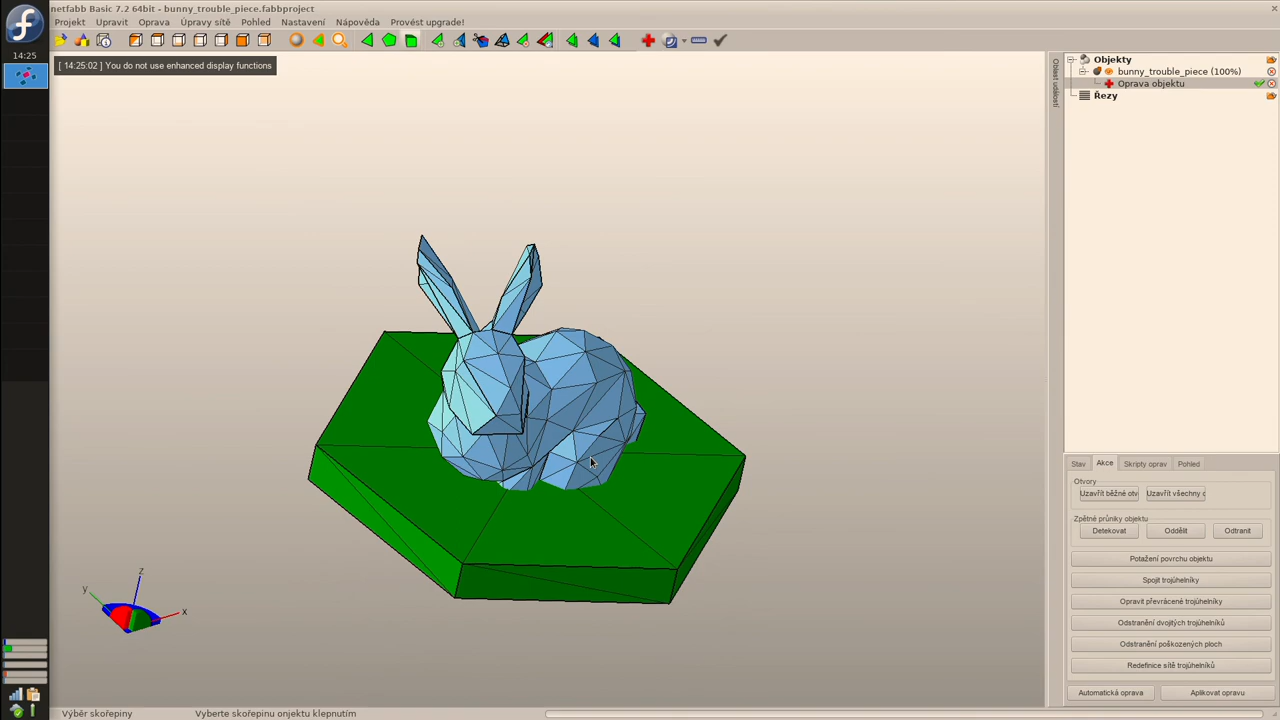 netfabb Basic 7.2 64bit - bunny_trouble_piece.fabbproject
Projekt Upravit Oprava Úpravy sítě Pohled Nastavení Nápověda Provést upgrade!
14:25
[ 14:25:02 ] You do not use enhanced display functions
Oblast událostí
Objekty
bunny_trouble_piece (100%)
Oprava objektu
Řezy
Stav Akce Skripty oprav Pohled
Otvory
Uzavřít běžné otv Uzavřít všechny o
Zpětné průniky objektu
Detekovat Oddělit Odtranit
Potažení povrchu objektu
Spojit trojúhelníky
Opravit převrácené trojúhelníky
Odstranění dvojitých trojúhelníků
Odstranění poškozených ploch
Redefinice sítě trojúhelníků
Automatická oprava Aplikovat opravu
z
y
x
Výběr skořepiny Vyberte skořepinu onjektu klepnutím